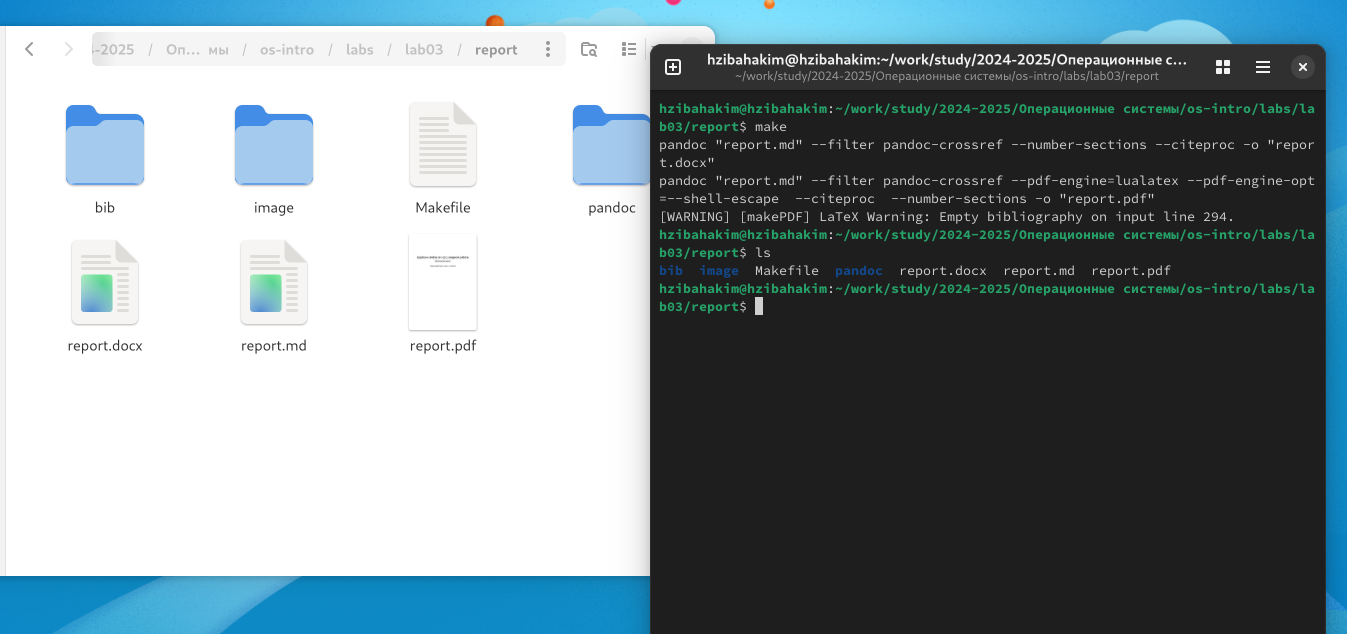 -2025 / Оп... мы / os-intro / labs / lab03 / report
bib
image
Makefile
pandoc
report.docx
report.md
report.pdf
hzibahakim@hzibahakim:~/work/study/2024-2025/Операционные с...
~/work/study/2024-2025/Операционные системы/os-intro/labs/lab03/report
hzibahakim@hzibahakim:~/work/study/2024-2025/Операционные системы/os-intro/labs/la
b03/report$ make
pandoc "report.md" --filter pandoc-crossref --number-sections --citeproc -o "repor
t.docx"
pandoc "report.md" --filter pandoc-crossref --pdf-engine=lualatex --pdf-engine-opt
=--shell-escape  --citeproc  --number-sections -o "report.pdf"
[WARNING] [makePDF] LaTeX Warning: Empty bibliography on input line 294.
hzibahakim@hzibahakim:~/work/study/2024-2025/Операционные системы/os-intro/labs/la
b03/report$ ls
bib  image  Makefile  pandoc  report.docx  report.md  report.pdf
hzibahakim@hzibahakim:~/work/study/2024-2025/Операционные системы/os-intro/labs/la
b03/report$